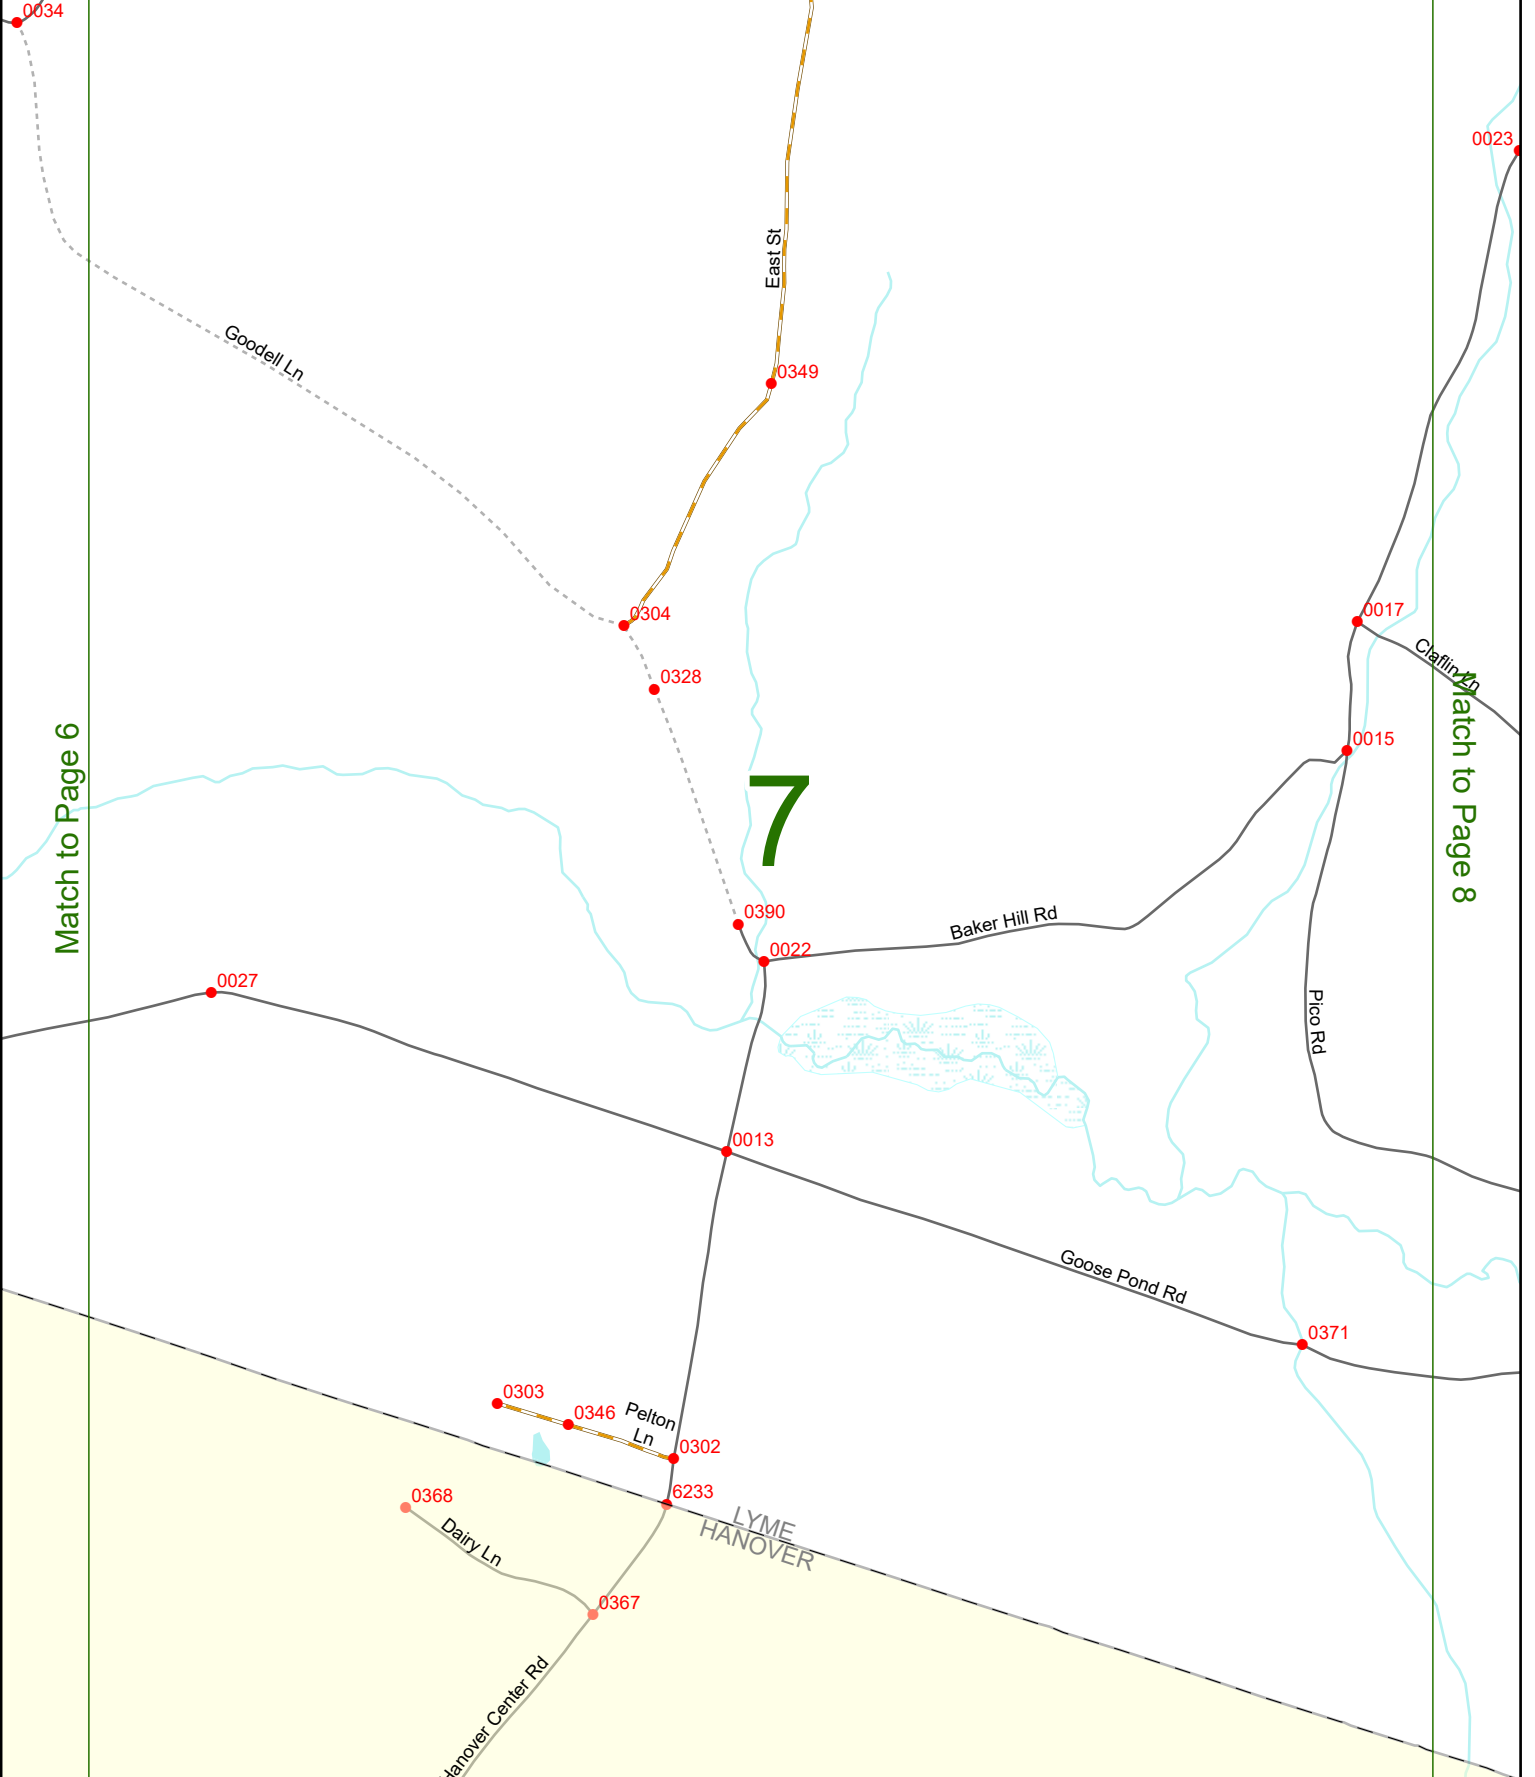 0034
0023
East St
Goodell Ln
0349
0304
0017
Claflin Ln
0328
Match to Page 6
Match to Page 8
0015
7
0390
Baker Hill Rd
0022
0027
Pico Rd
0013
Goose Pond Rd
0371
0303
0346
Pelton
Ln
0302
6233
0368
LYME
HANOVER
Dairy Ln
0367
Hanover Center Rd